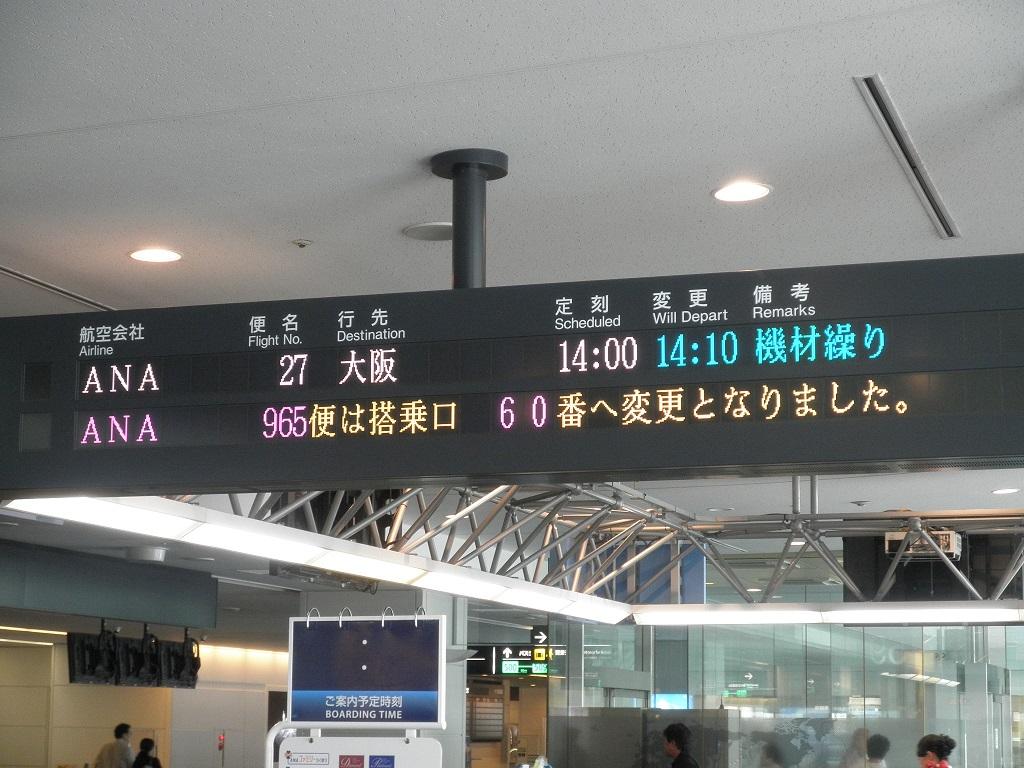 航空会社 便名 行先 定刻 変更 備考
Airline Flight No. Destination Scheduled Will Depart Remarks
ANA 27 大阪 14:00 14:10 機材繰り
ANA 965便は搭乗口 60番へ変更となりました。
ご案内予定時刻
BOARDING TIME